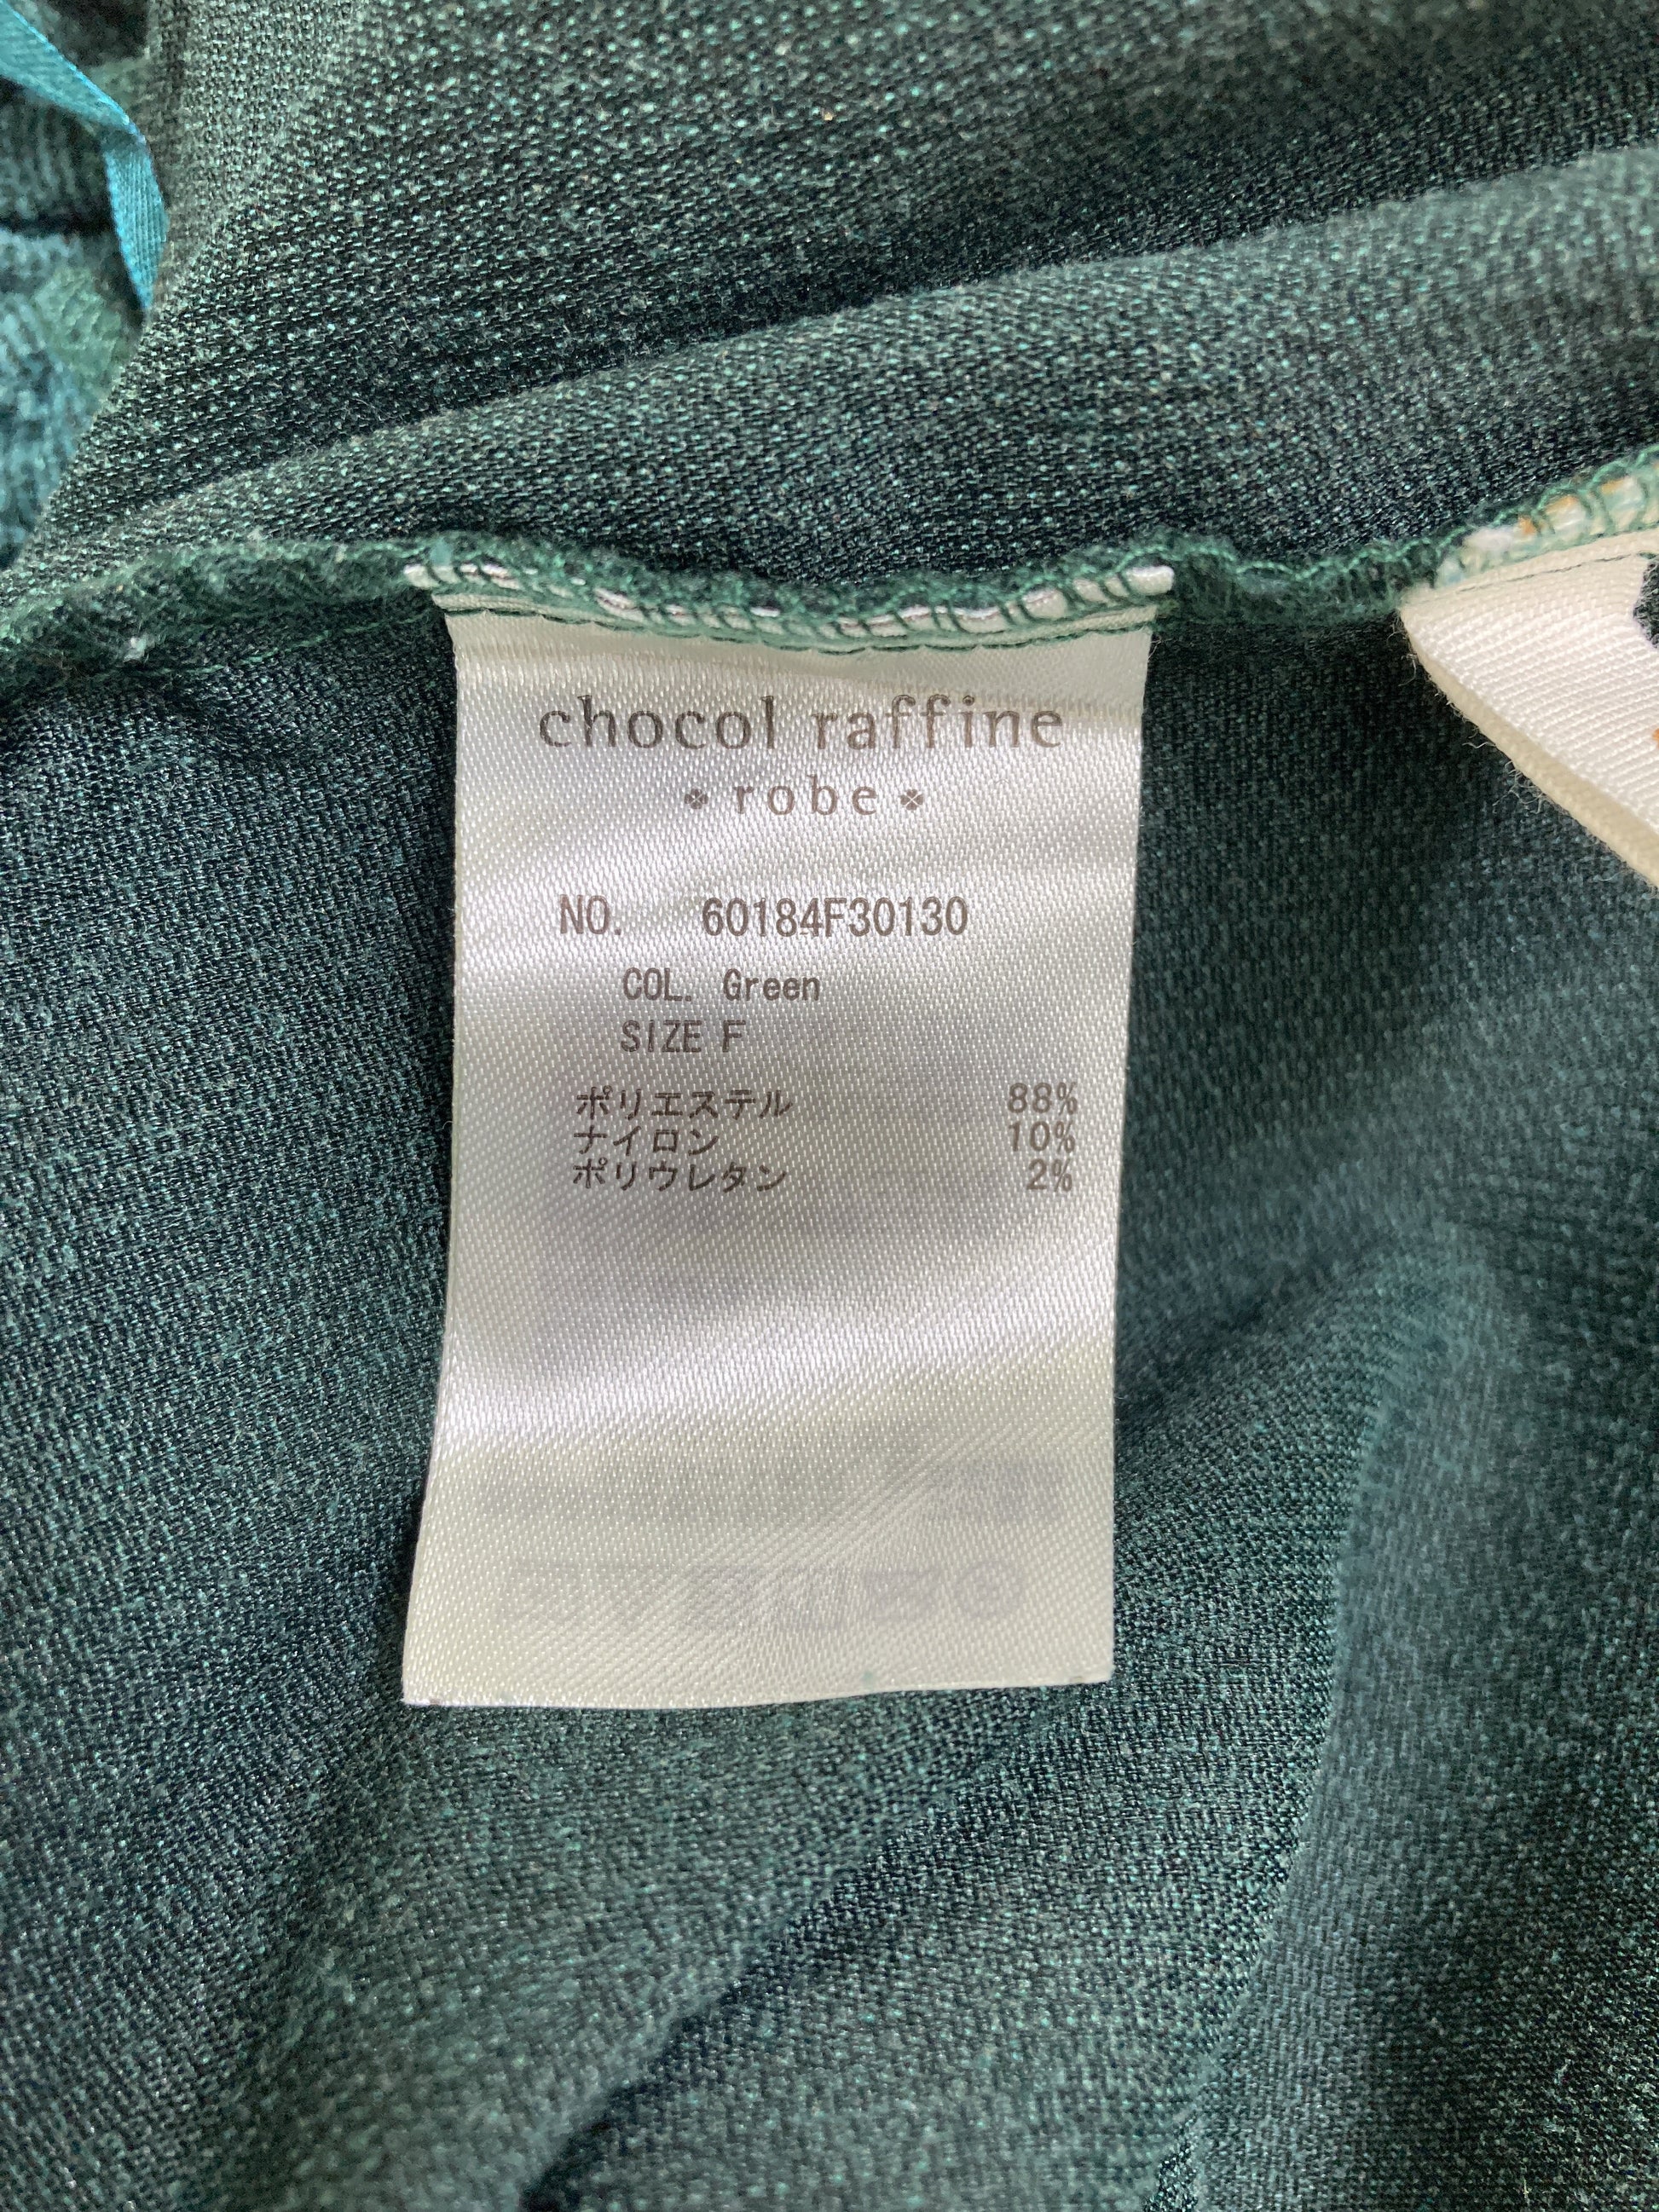 chocol raffine
robe
NO. 60184F30130
COL. Green
SIZE F
ポリエステル 88%
ナイロン 10%
ポリウレタン 2%